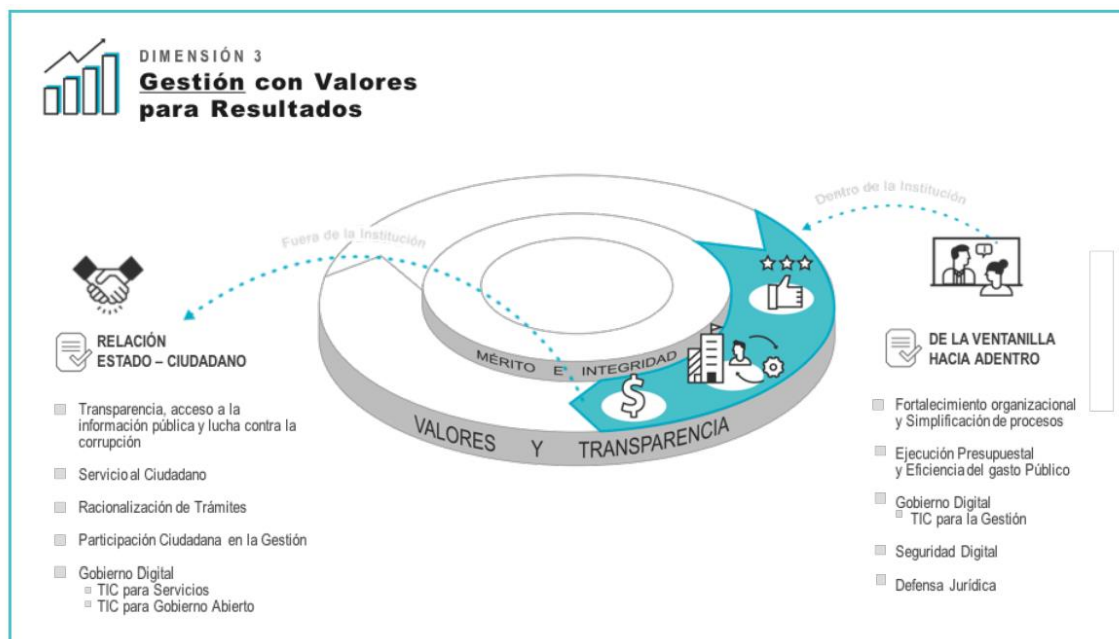 DIMENSIÓN 3
Gestión con Valores
para Resultados
Fuera de la Institución
Dentro de la Institución
MÉRITO E INTEGRIDAD
VALORES Y TRANSPARENCIA
$
RELACIÓN
ESTADO – CIUDADANO
Transparencia, acceso a la
información pública y lucha contra la
corrupción
Servicio al Ciudadano
Racionalización de Trámites
Participación Ciudadana en la Gestión
Gobierno Digital
TIC para Servicios
TIC para Gobierno Abierto
DE LA VENTANILLA
HACIA ADENTRO
Fortalecimiento organizacional
y Simplificación de procesos
Ejecución Presupuestal
y Eficiencia del gasto Público
Gobierno Digital
TIC para la Gestión
Seguridad Digital
Defensa Jurídica